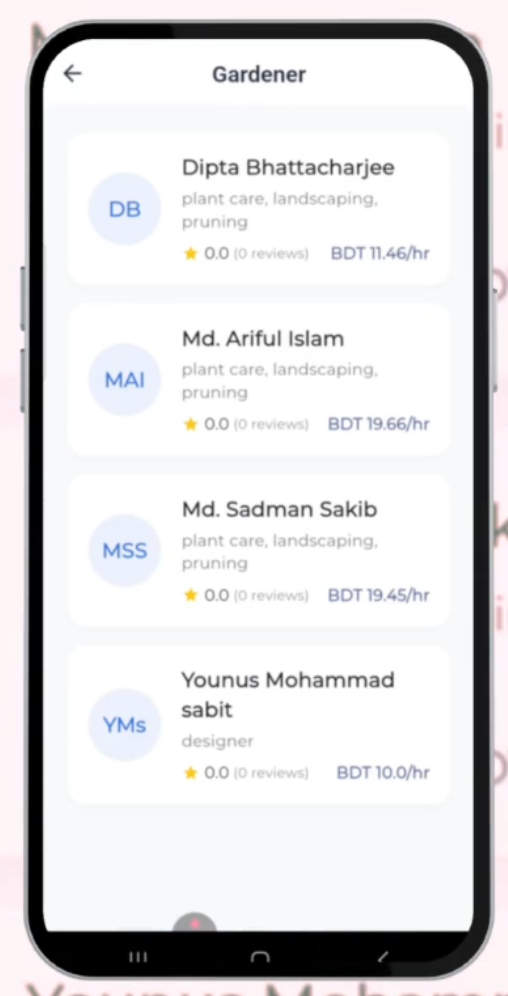 Gardener
Dipta Bhattacharjee
DB
plant care, landscaping,
pruning
0.0 (0 reviews) BDT 11.46/hr
Md. Ariful Islam
MAI
plant care, landscaping,
pruning
0.0 (0 reviews) BDT 19.66/hr
Md. Sadman Sakib
MSS
plant care, landscaping,
pruning
0.0 (0 reviews) BDT 19.45/hr
Younus Mohammad
sabit
YMs
designer
0.0 (0 reviews) BDT 10.0/hr